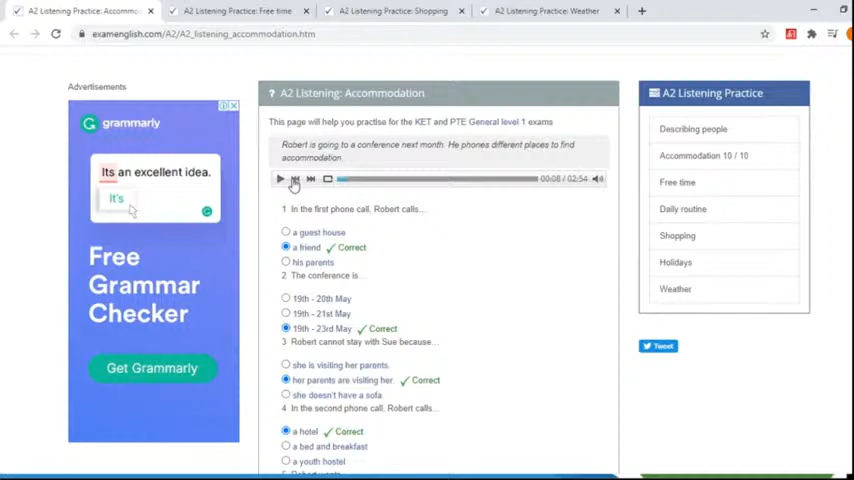 A2 Listening Practice: Accommo
A2 Listening Practice: Free time
A2 Listening Practice: Shopping
A2 Listening Practice: Weather
examenglish.com/A2/A2_listening_accommodation.htm
Advertisements
grammarly
Its an excellent idea.
It's
Free
Grammar
Checker
Get Grammarly
? A2 Listening: Accommodation
This page will help you practise for the KET and PTE General level 1 exams
Robert is going to a conference next month. He phones different places to find
accommodation.
00:08 / 02:54
1 In the first phone call, Robert calls...
a guest house
a friend Correct
his parents
2 The conference is...
19th - 20th May
19th - 21st May
19th - 23rd May Correct
3 Robert cannot stay with Sue because...
she is visiting her parents.
her parents are visiting her. Correct
she doesn't have a sofa
4 In the second phone call, Robert calls...
a hotel Correct
a bed and breakfast
a youth hostel
A2 Listening Practice
Describing people
Accommodation 10 / 10
Free time
Daily routine
Shopping
Holidays
Weather
Tweet